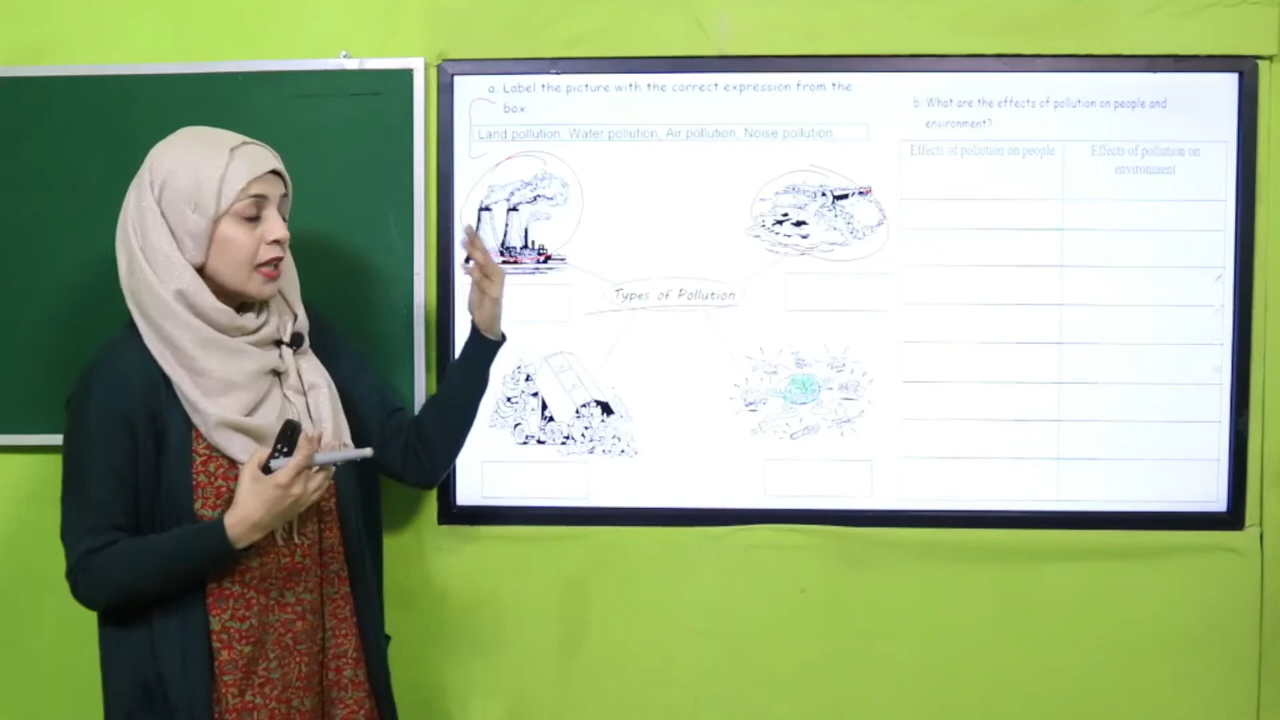 a. Label the picture with the correct expression from the
box.
Land pollution, Water pollution, Air pollution, Noise pollution
Types of Pollution
b. What are the effects of pollution on people and
environment?
Effects of pollution on people
Effects of pollution on
environment